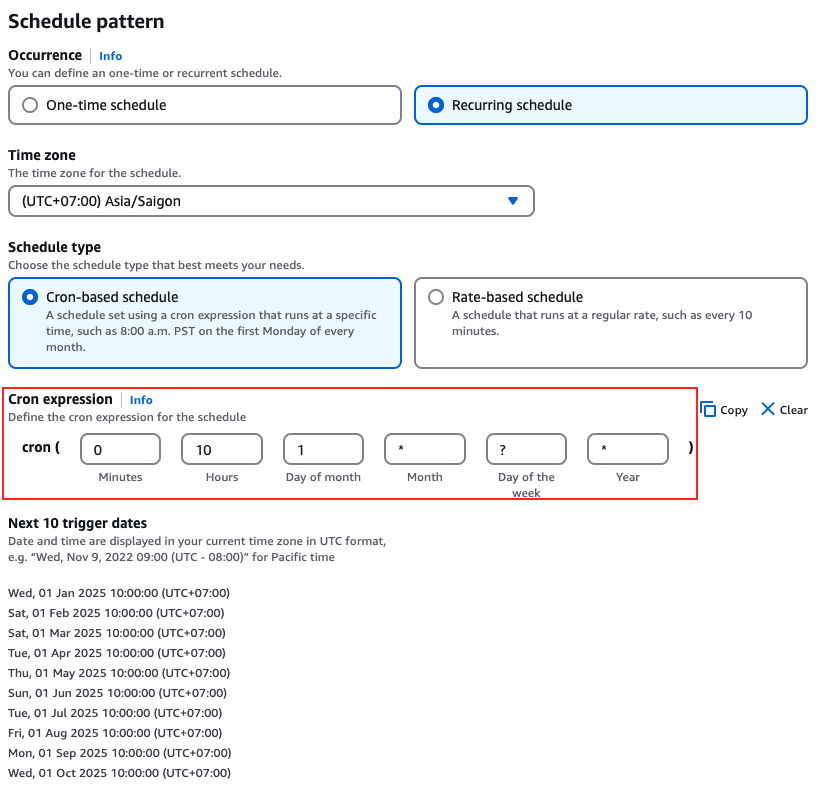 Schedule pattern
Occurrence | Info
You can define an one-time or recurrent schedule.
One-time schedule
Recurring schedule
Time zone
The time zone for the schedule.
(UTC+07:00) Asia/Saigon
Schedule type
Choose the schedule type that best meets your needs.
Cron-based schedule
A schedule set using a cron expression that runs at a specific
time, such as 8:00 a.m. PST on the first Monday of every
month.
Rate-based schedule
A schedule that runs at a regular rate, such as every 10
minutes.
Cron expression | Info
Copy
Clear
Define the cron expression for the schedule
cron ( 0 10 1 * ? * )
Minutes Hours Day of month Month Day of the Year
week
Next 10 trigger dates
Date and time are displayed in your current time zone in UTC format,
e.g. “Wed, Nov 9, 2022 09:00 (UTC - 08:00)” for Pacific time
Wed, 01 Jan 2025 10:00:00 (UTC+07:00)
Sat, 01 Feb 2025 10:00:00 (UTC+07:00)
Sat, 01 Mar 2025 10:00:00 (UTC+07:00)
Tue, 01 Apr 2025 10:00:00 (UTC+07:00)
Thu, 01 May 2025 10:00:00 (UTC+07:00)
Sun, 01 Jun 2025 10:00:00 (UTC+07:00)
Tue, 01 Jul 2025 10:00:00 (UTC+07:00)
Fri, 01 Aug 2025 10:00:00 (UTC+07:00)
Mon, 01 Sep 2025 10:00:00 (UTC+07:00)
Wed, 01 Oct 2025 10:00:00 (UTC+07:00)